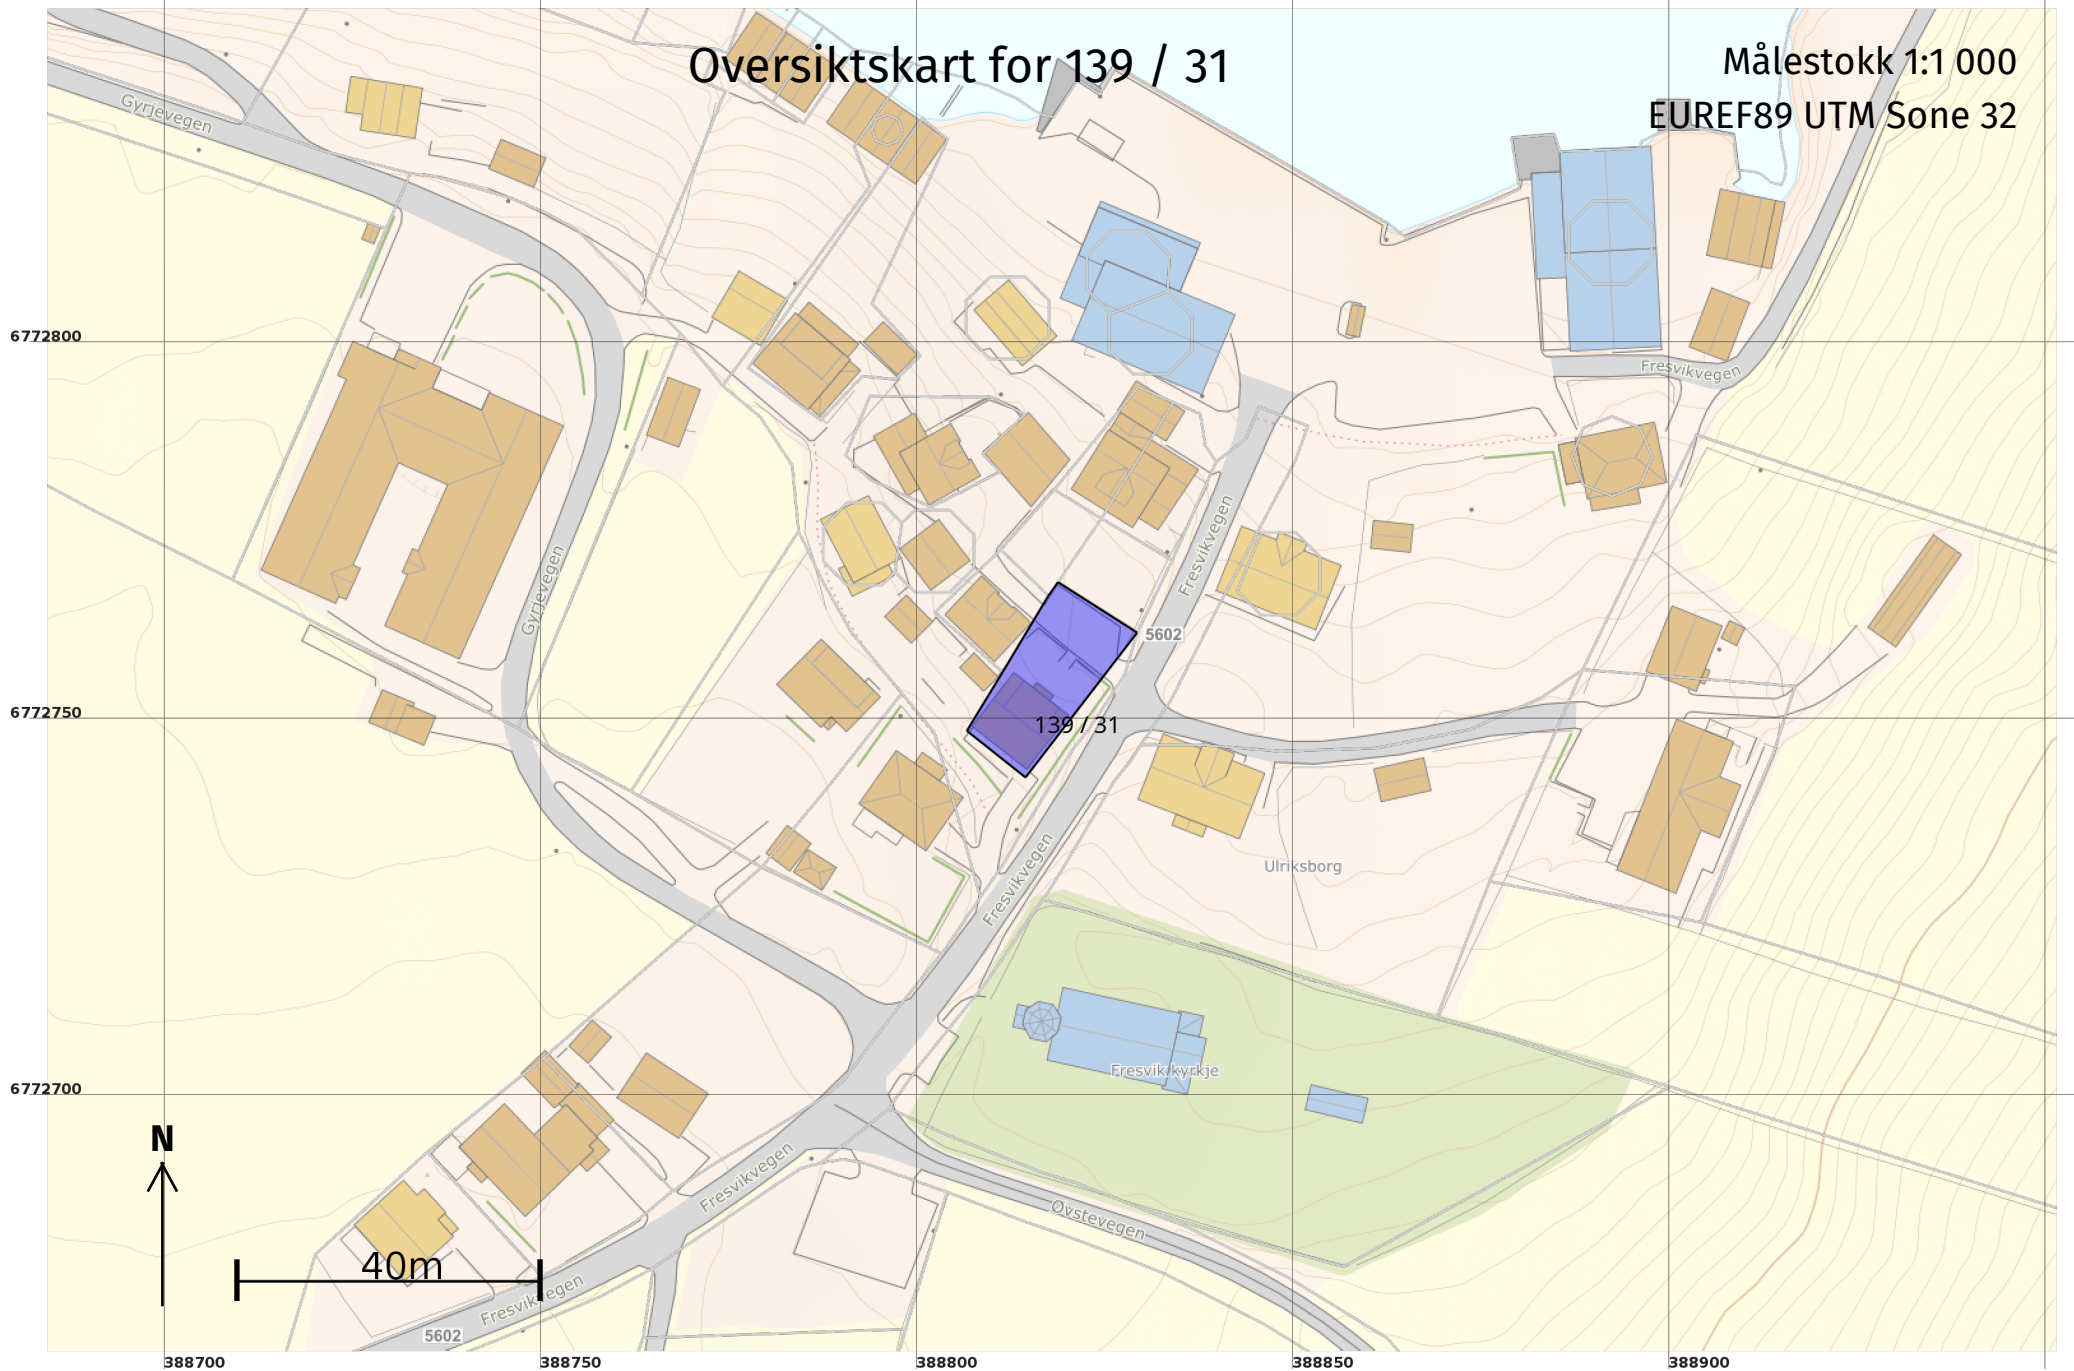 Oversiktskart for 139 / 31
Målestokk 1:1 000
EUREF89 UTM Sone 32
Gyrjevegen
6772800
Fresvikvegen
Fresvikvegen
Gyrjevegen
5602
6772750
139 / 31
Fresvikvegen
Ulriksborg
Fresvik kyrkje
6772700
N
Fresvikvegen
Øvstevegen
40m
Fresvikvegen
5602
388700
388750
388800
388850
388900